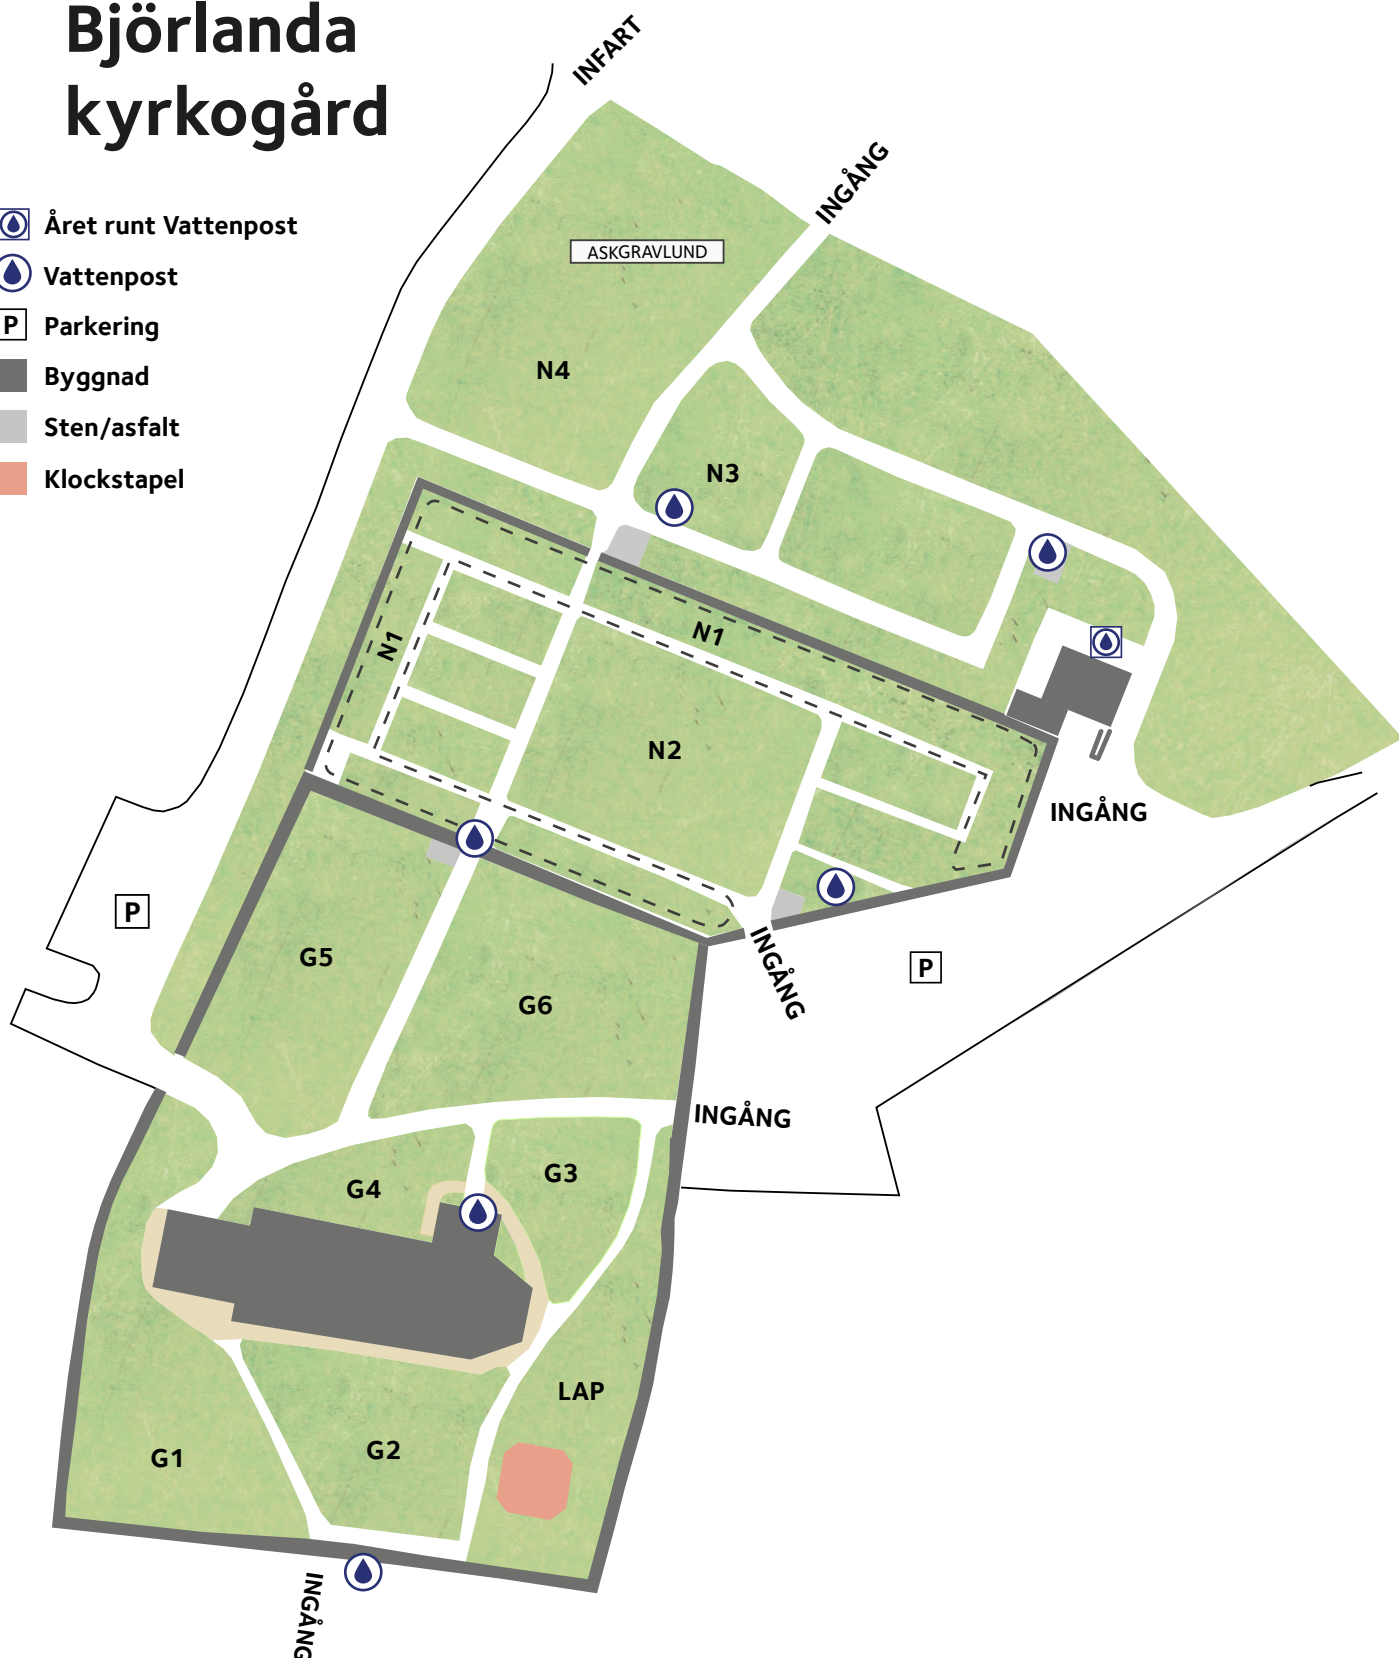 Björlanda
kyrkogård
Året runt Vattenpost
Vattenpost
P Parkering
Byggnad
Sten/asfalt
Klockstapel
INFART
INGÅNG
ASKGRAVLUND
N4
N3
N1
N1
N2
INGÅNG
P
INGÅNG
P
G5
G6
INGÅNG
G4
G3
LAP
G1
G2
INGÅNG